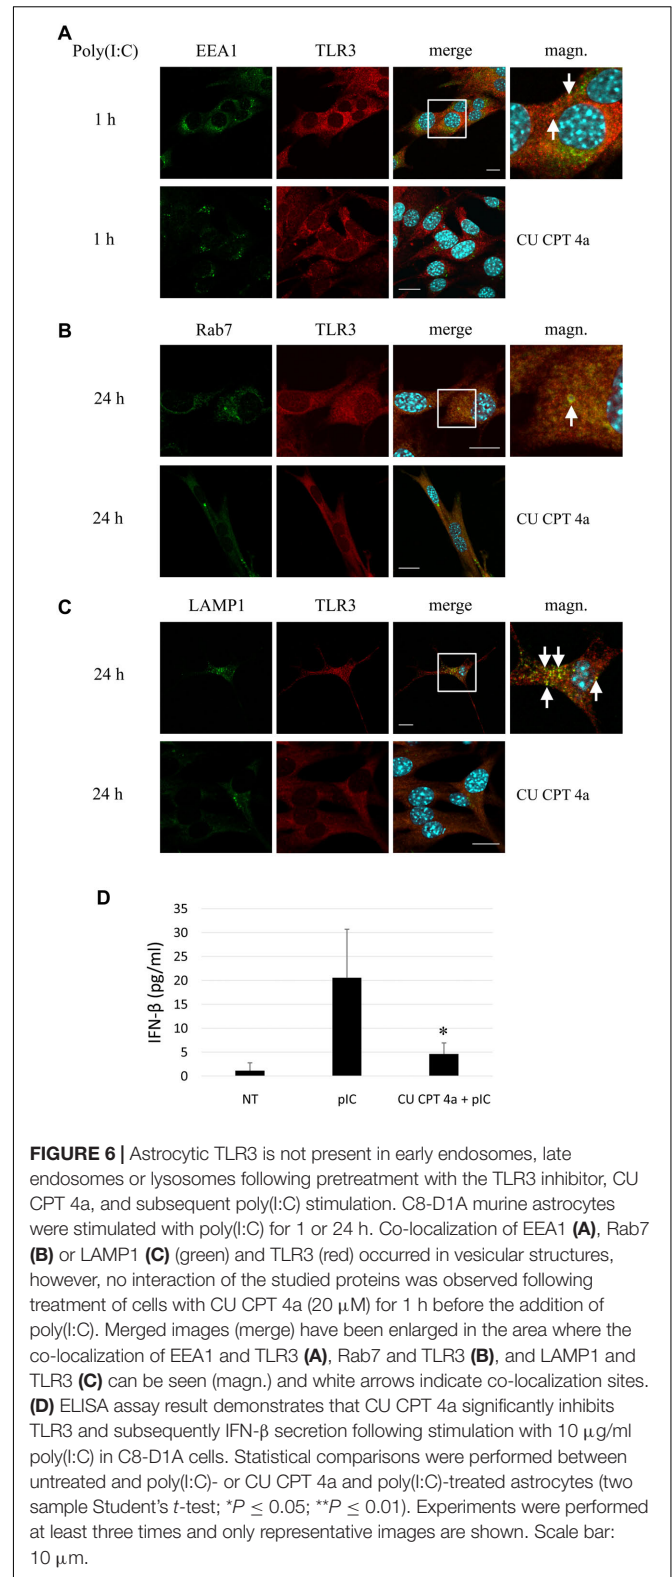 A
Poly(I:C) EEA1 TLR3 merge magn.
1 h
1 h CU CPT 4a
B
Rab7 TLR3 merge magn.
24 h
24 h CU CPT 4a
C
LAMP1 TLR3 merge magn.
24 h
24 h CU CPT 4a
D
35
30
25
20
15
10
5
0
IFN-β (pg/ml)
*
NT pIC CU CPT 4a + pIC
FIGURE 6 | Astrocytic TLR3 is not present in early endosomes, late
endosomes or lysosomes following pretreatment with the TLR3 inhibitor, CU
CPT 4a, and subsequent poly(I:C) stimulation. C8-D1A murine astrocytes
were stimulated with poly(I:C) for 1 or 24 h. Co-localization of EEA1 (A), Rab7
(B) or LAMP1 (C) (green) and TLR3 (red) occurred in vesicular structures,
however, no interaction of the studied proteins was observed following
treatment of cells with CU CPT 4a (20 μM) for 1 h before the addition of
poly(I:C). Merged images (merge) have been enlarged in the area where the
co-localization of EEA1 and TLR3 (A), Rab7 and TLR3 (B), and LAMP1 and
TLR3 (C) can be seen (magn.) and white arrows indicate co-localization sites.
(D) ELISA assay result demonstrates that CU CPT 4a significantly inhibits
TLR3 and subsequently IFN-β secretion following stimulation with 10 μg/ml
poly(I:C) in C8-D1A cells. Statistical comparisons were performed between
untreated and poly(I:C)- or CU CPT 4a and poly(I:C)-treated astrocytes (two
sample Student's t-test; *P ≤ 0.05; **P ≤ 0.01). Experiments were performed
at least three times and only representative images are shown. Scale bar:
10 μm.